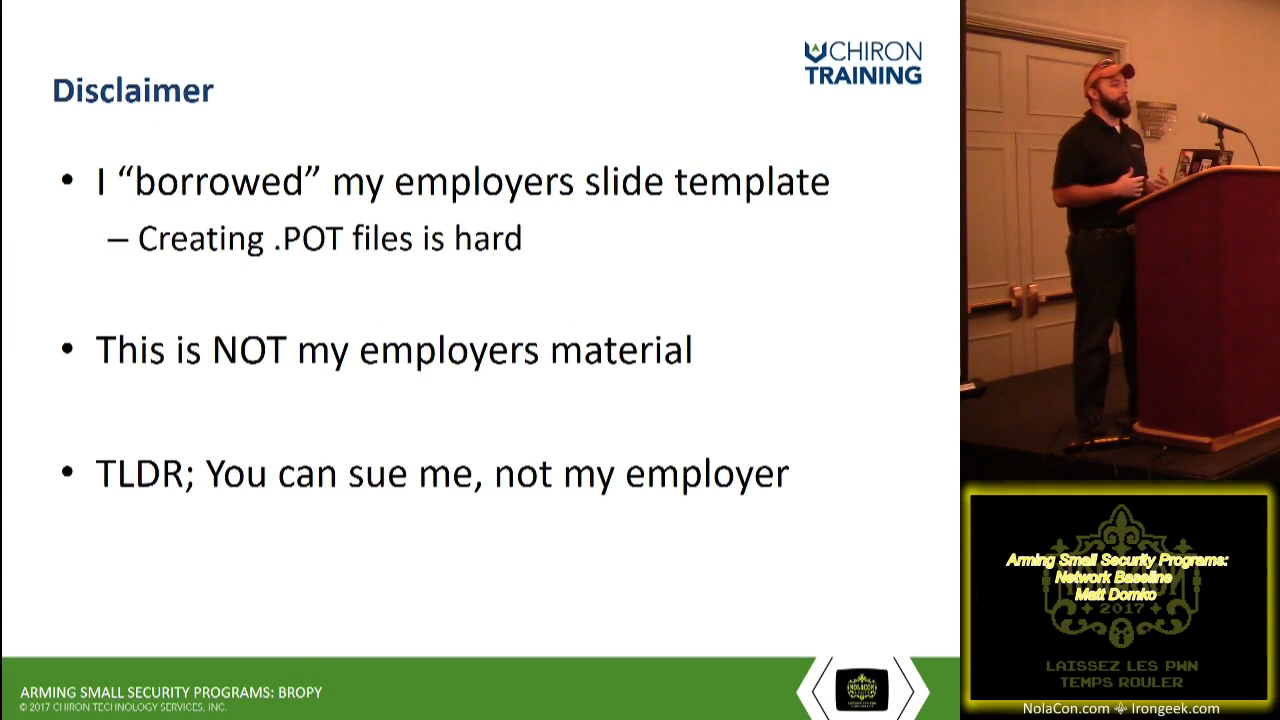 CHIRON
TRAINING
Disclaimer
• I “borrowed” my employers slide template
– Creating .POT files is hard
• This is NOT my employers material
• TLDR; You can sue me, not my employer
ARMING SMALL SECURITY PROGRAMS: BROPY
© 2017 CHIRON TECHNOLOGY SERVICES, INC.
Arming Small Security Programs:
Network Baseline
Matt Domko
2017
LAISSEZ LES PWN
TEMPS ROULER
NolaCon.com Irongeek.com